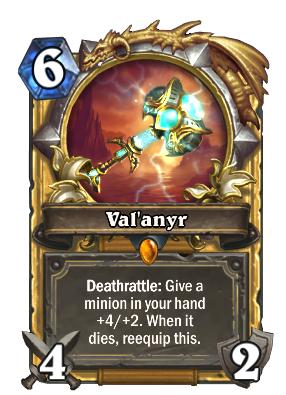 6
Val'anyr
Deathrattle: Give a
minion in your hand
+4/+2. When it
dies, reequip this.
4
2